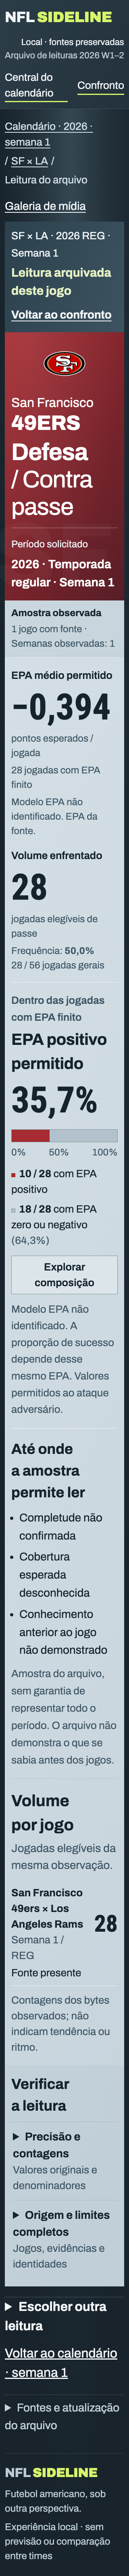 NFL SIDELINE
Local · fontes preservadas
Arquivo de leituras 2026 W1–2
Central do
calendário
Confronto
Calendário · 2026 ·
semana 1
/ SF × LA /
Leitura do arquivo
Galeria de mídia
SF × LA · 2026 REG ·
Semana 1
Leitura arquivada
deste jogo
Voltar ao confronto
SF
San Francisco
49ERS
Defesa
/ Contra
passe
Período solicitado
2026 · Temporada
regular · Semana 1
Amostra observada
1 jogo com fonte ·
Semanas observadas: 1
EPA médio permitido
−0,394
pontos esperados /
jogada
28 jogadas com EPA
finito
Modelo EPA não
identificado. EPA da
fonte.
Volume enfrentado
28
jogadas elegíveis de
passe
Frequência: 50,0%
28 / 56 jogadas gerais
Dentro das jogadas
com EPA finito
EPA positivo
permitido
35,7%
0% 50% 100%
10 / 28 com EPA
positivo
18 / 28 com EPA
zero ou negativo
(64,3%)
Explorar
composição
Modelo EPA não
identificado. A
proporção de sucesso
depende desse
mesmo EPA. Valores
permitidos ao ataque
adversário.
Até onde
a amostra
permite ler
• Completude não
confirmada
• Cobertura
esperada
desconhecida
• Conhecimento
anterior ao jogo
não demonstrado
Amostra do arquivo,
sem garantia de
representar todo o
período. O arquivo não
demonstra o que se
sabia antes dos jogos.
Volume
por jogo
Jogadas elegíveis da
mesma observação.
San Francisco
49ers × Los
Angeles Rams
28
Semana 1 /
REG
Fonte presente
Contagens dos bytes
observados; não
indicam tendência ou
ritmo.
Verificar
a leitura
▶ Precisão e
contagens
Valores originais e
denominadores
▶ Origem e limites
completos
Jogos, evidências e
identidades
▶ Escolher outra
leitura
Voltar ao calendário
· semana 1
▶ Fontes e atualização
do arquivo
NFL SIDELINE
Futebol americano, sob
outra perspectiva.
Experiência local · sem
previsão ou comparação
entre times